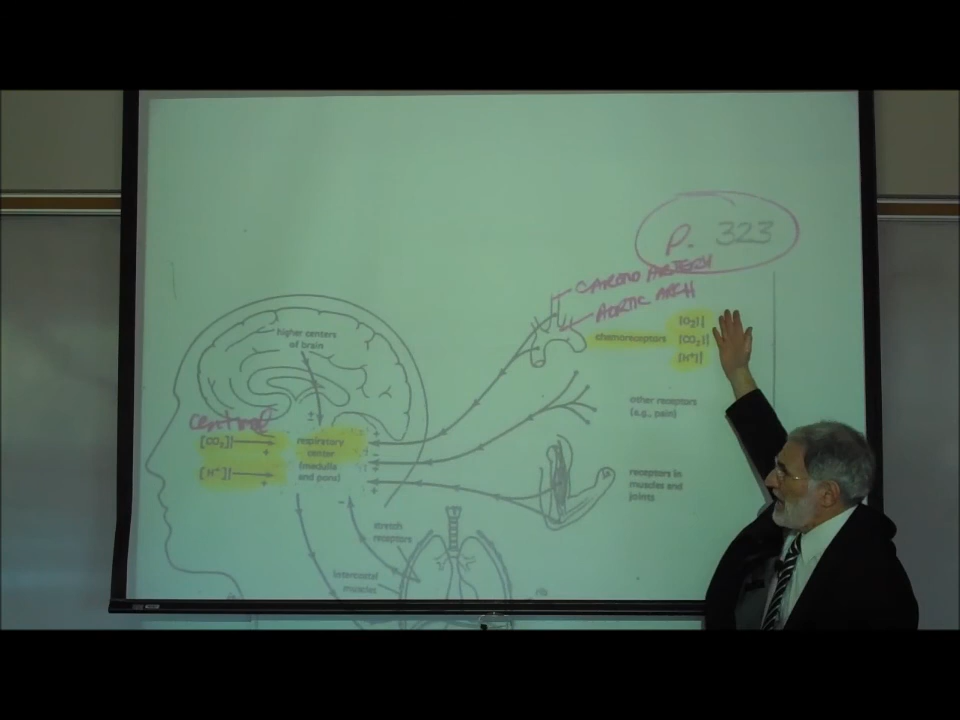 P. 323
CAROTID ARTERY
AORTIC ARCH
higher centers
of brain
chemoreceptors
[O₂]↓
[CO₂]↑
[H⁺]↑
±
other receptors
(e.g., pain)
central
[CO₂]↑
+
respiratory
center
(medulla
and pons)
[H⁺]↑
+
receptors in
muscles and
joints
stretch
receptors
intercostal
muscles
ribs